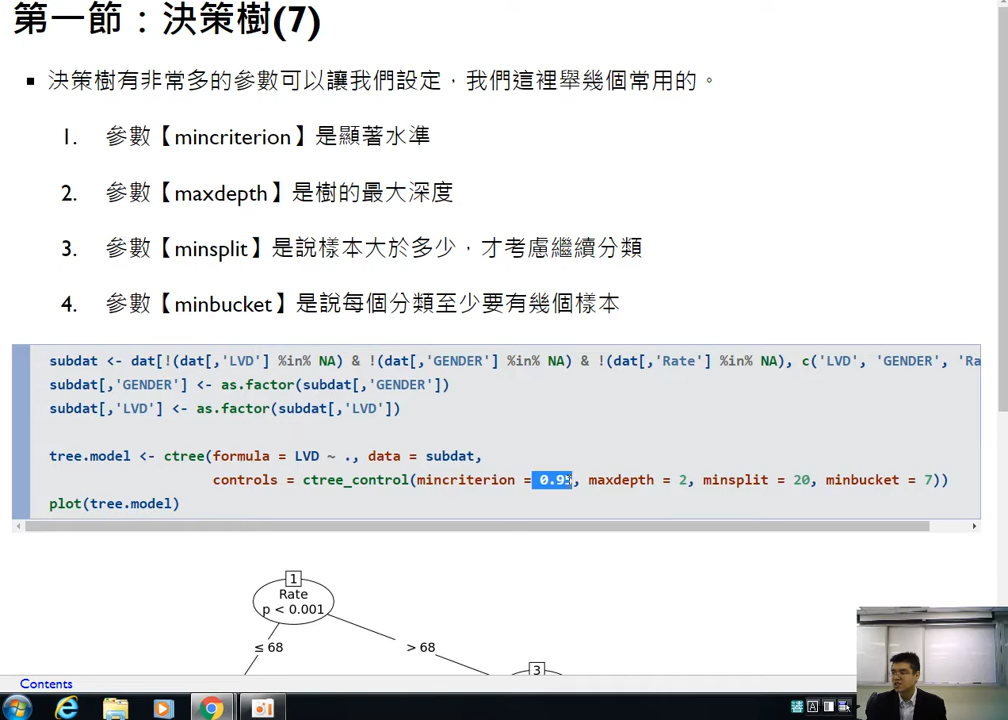 第一節：決策樹(7)
▪ 決策樹有非常多的參數可以讓我們設定，我們這裡舉幾個常用的。
1. 參數【mincriterion】是顯著水準
2. 參數【maxdepth】是樹的最大深度
3. 參數【minsplit】是說樣本大於多少，才考慮繼續分類
4. 參數【minbucket】是說每個分類至少要有幾個樣本
subdat <- dat[!(dat[,'LVD'] %in% NA) & !(dat[,'GENDER'] %in% NA) & !(dat[,'Rate'] %in% NA), c('LVD', 'GENDER', 'Ra
subdat[,'GENDER'] <- as.factor(subdat[,'GENDER'])
subdat[,'LVD'] <- as.factor(subdat[,'LVD'])
tree.model <- ctree(formula = LVD ~ ., data = subdat,
controls = ctree_control(mincriterion = 0.95, maxdepth = 2, minsplit = 20, minbucket = 7))
plot(tree.model)
1
Rate
p < 0.001
≤ 68
> 68
3
Contents
A